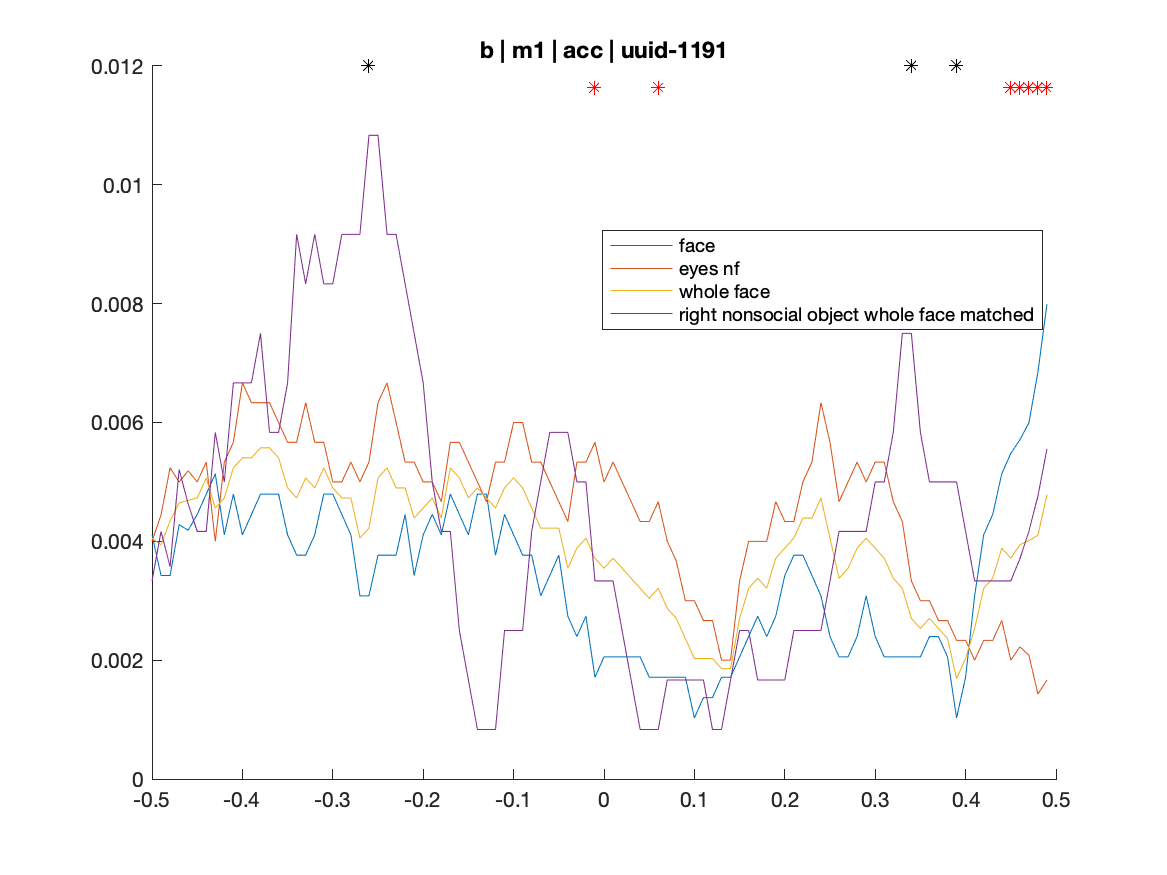 b | m1 | acc | uuid-1191
0.012
0.01
0.008
0.006
0.004
0.002
0
face
eyes nf
whole face
right nonsocial object whole face matched
-0.5 -0.4 -0.3 -0.2 -0.1 0 0.1 0.2 0.3 0.4 0.5